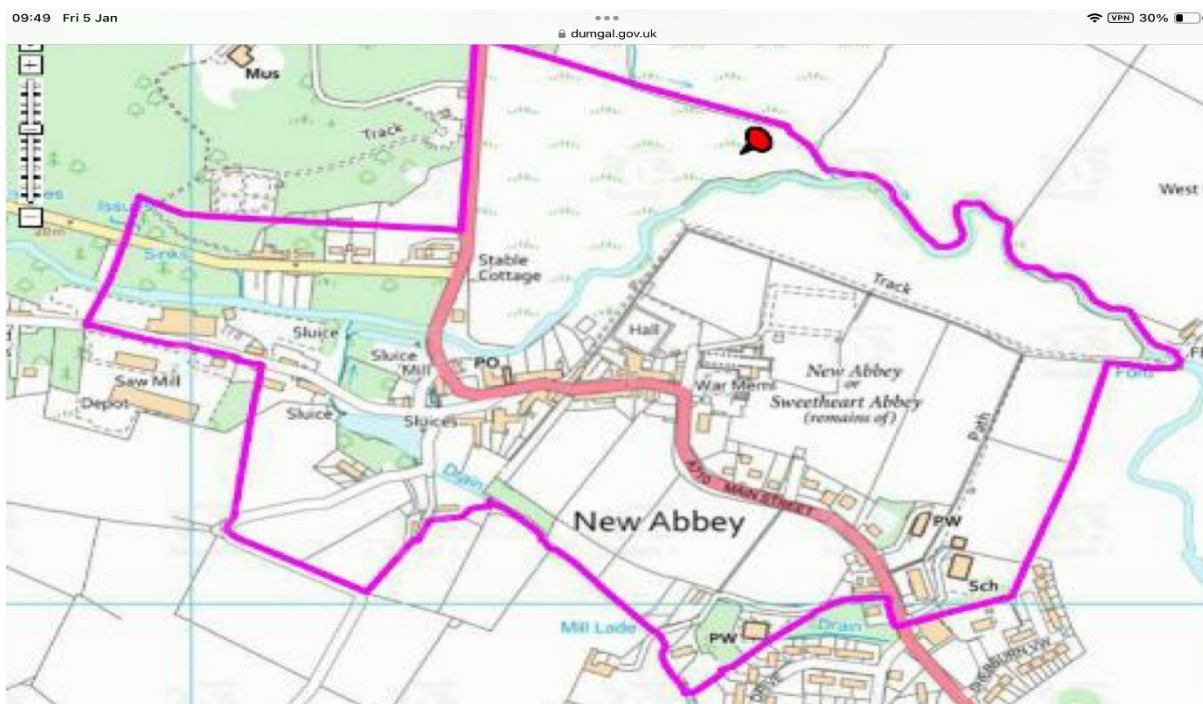 09:49 Fri 5 Jan
VPN 30%
dumgal.gov.uk
Mus
Track
Issues
Stable
Cottage
West
Track
Sluice
Hall
Sluice
Mill
PO
War Meml
New Abbey
or
Sweetheart Abbey
(remains of)
Ford
Saw Mill
Depot
Sluice
Sluices
Path
Drain
A710 MAIN STREET
New Abbey
PW
Sch
Mill Lade
PW
Drain
DRIVE